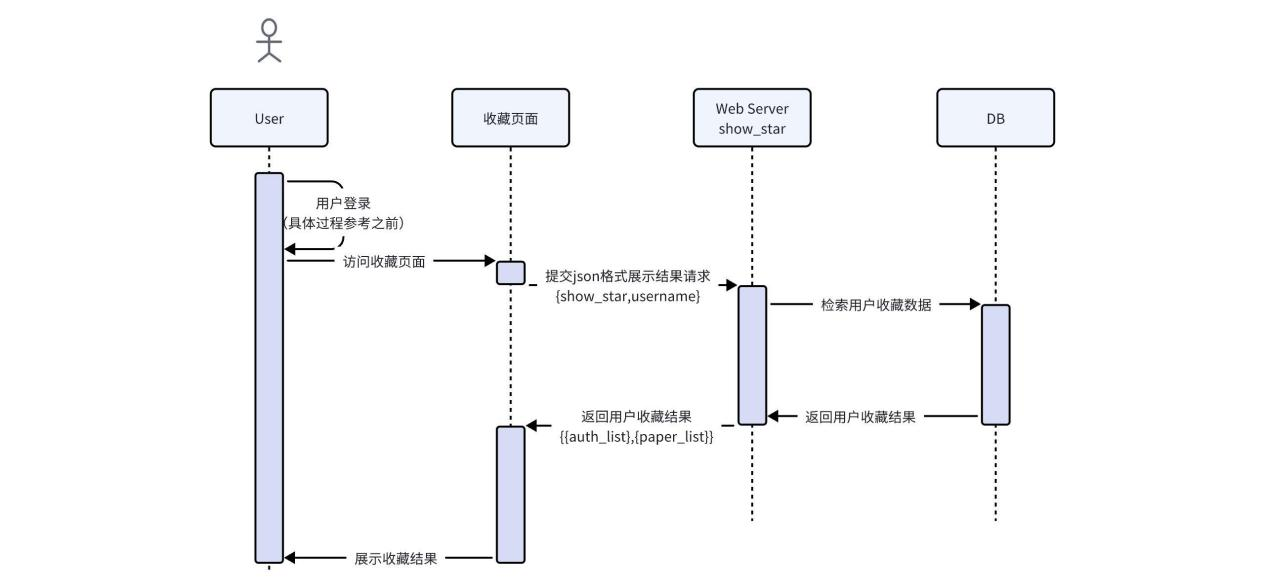 User
收藏页面
Web Server
show_star
DB
用户登录
(具体过程参考之前)
访问收藏页面
提交json格式展示结果请求
{show_star,username}
检索用户收藏数据
返回用户收藏结果
{{auth_list},{paper_list}}
返回用户收藏结果
展示收藏结果